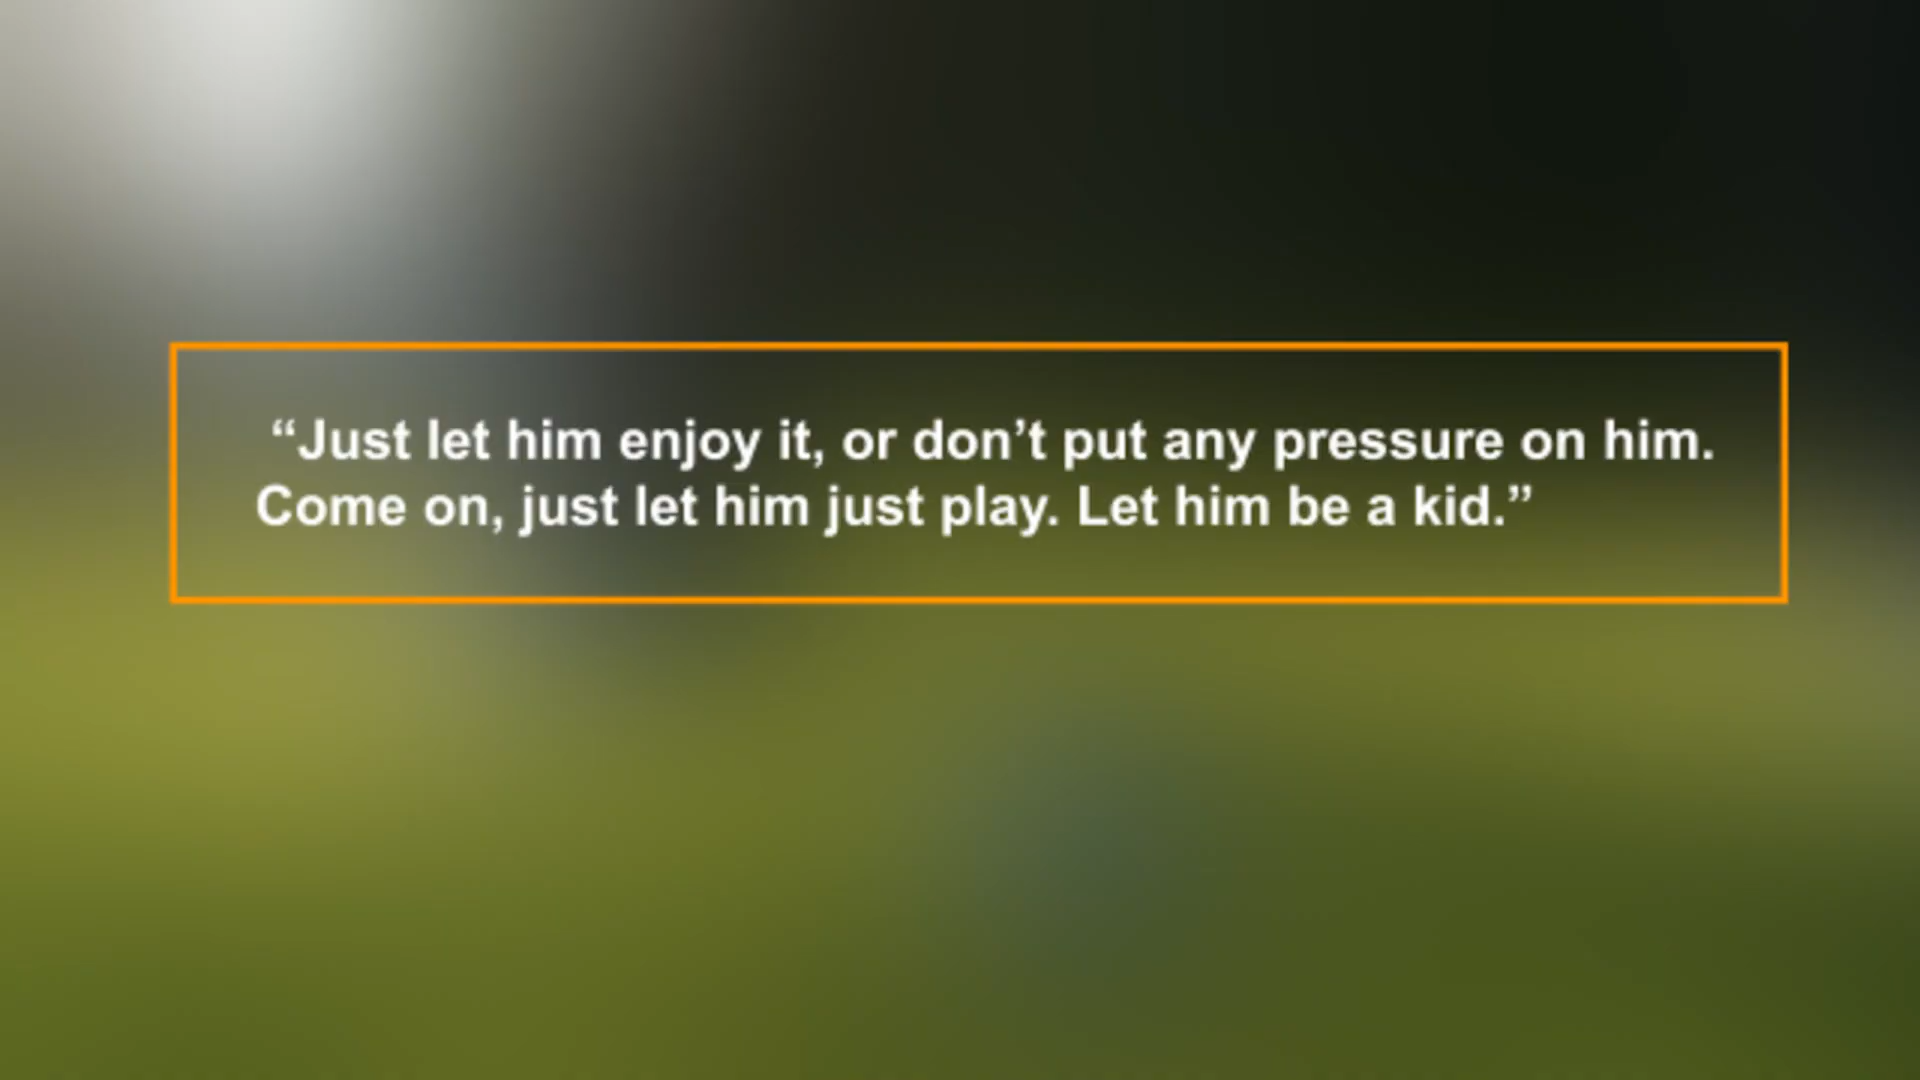 “Just let him enjoy it, or don’t put any pressure on him.
Come on, just let him just play. Let him be a kid.”